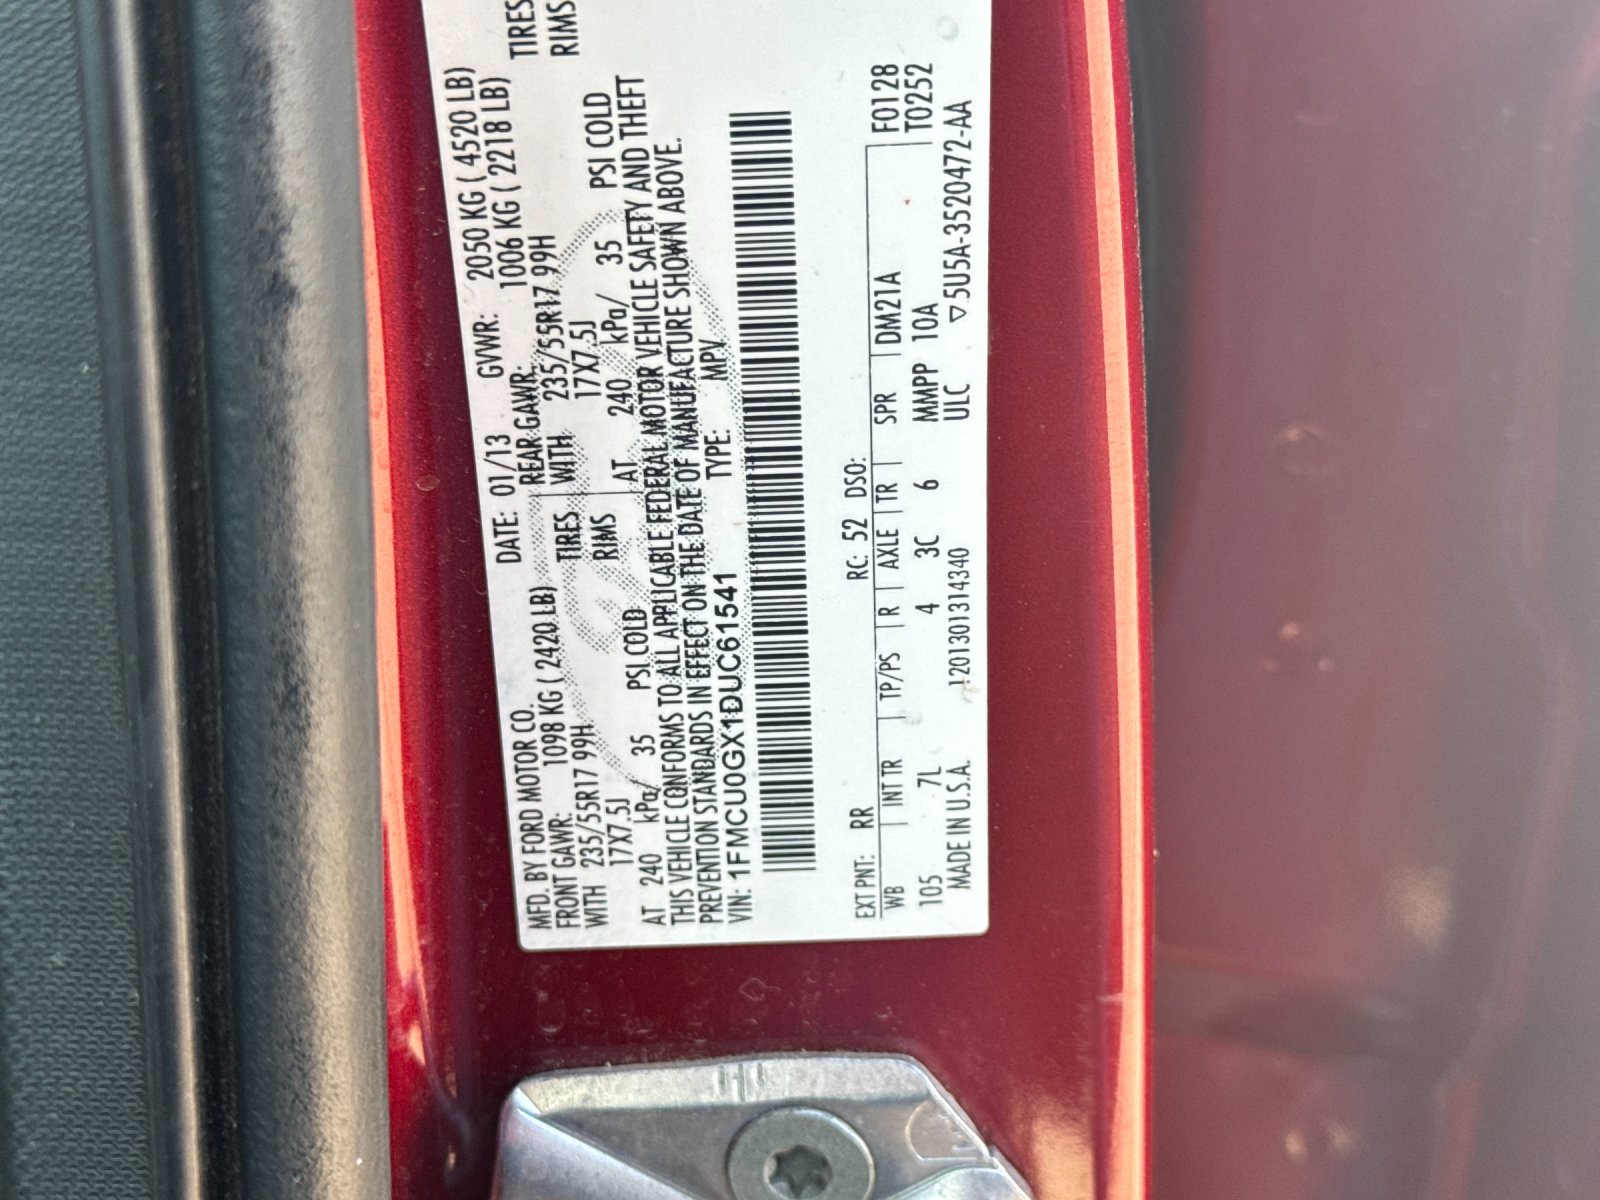 MFD. BY FORD MOTOR CO. DATE: 01/13 GVWR: 2050 KG ( 4520 LB)
FRONT GAWR: 1098 KG ( 2420 LB) REAR GAWR: 1006 KG ( 2218 LB)
WITH 235/55R17 99H TIRES WITH 235/55R17 99H TIRES
17X7.5J RIMS 17X7.5J RIMS
AT 240 kPa/ 35 PSI COLD AT 240 kPa/ 35 PSI COLD
THIS VEHICLE CONFORMS TO ALL APPLICABLE FEDERAL MOTOR VEHICLE SAFETY AND THEFT
PREVENTION STANDARDS IN EFFECT ON THE DATE OF MANUFACTURE SHOWN ABOVE.
VIN: 1FMCU0GX1DUC61541 TYPE: MPV
EXT PNT: RR RC: 52 DSO: F0128
WB INT TR TP/PS R AXLE TR SPR DM21A T0252
105 7L 4 3C 6 MMPP 10A
MADE IN U.S.A. 120130131434O ULC ▽5U5A-3520472-AA